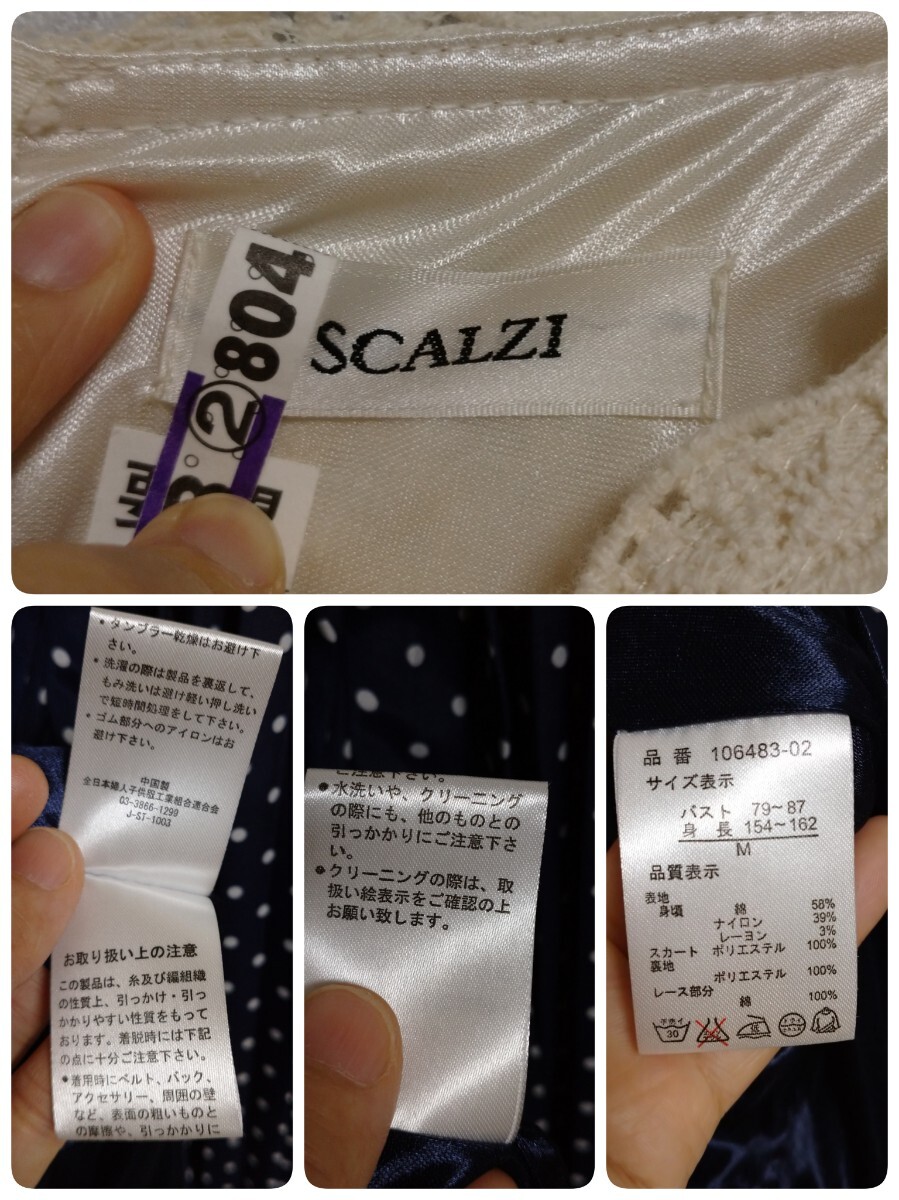 SCALZI
804
②
タンブラー乾燥はお避け下
さい。
・洗濯の際は製品を裏返して、
もみ洗いは避け軽い押し洗い
で短時間処理をして下さい。
・ゴム部分へのアイロンはお
避け下さい。
中国製
全日本婦人子供服工業組合連合会
03-3866-1299
J-ST-1003
お取り扱い上の注意
この製品は、糸及び編組織
の性質上、引っかけ・引っ
かかりやすい性質をもって
おります。着脱時には下記
の点に十分ご注意下さい。
●着用時にベルト、バック、
アクセサリー、周囲の壁
など、表面の粗いものと
の摩擦や、引っかかりに
ご注意下さい。
●水洗いや、クリーニング
の際にも、他のものとの
引っかかりにご注意下さ
い。
●クリーニングの際は、取
扱い絵表示をご確認の上
お願い致します。
品番 106483-02
サイズ表示
バスト 79~87
身長 154~162
M
品質表示
表地
身頃 綿 58%
ナイロン 39%
レーヨン 3%
スカート ポリエステル 100%
裏地
ポリエステル 100%
レース部分
綿 100%
手洗イ
30